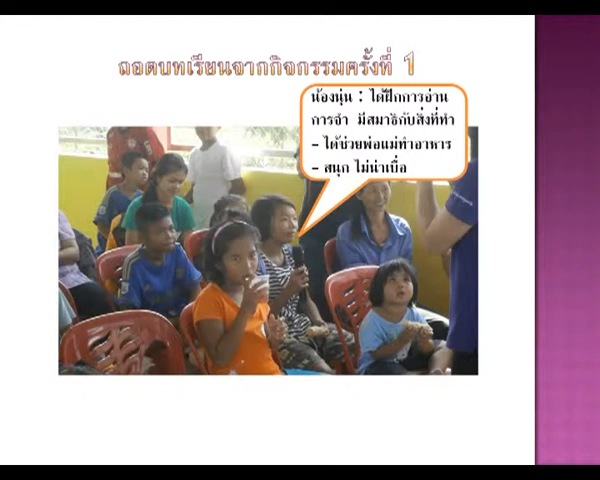 ถอดบทเรียนจากกิจกรรมครั้งที่ 1
น้องนุ่น : ได้ฝึกการอ่าน
การจำ มีสมาธิกับสิ่งที่ทำ
- ได้ช่วยพ่อแม่ทำอาหาร
- สนุก ไม่น่าเบื่อ